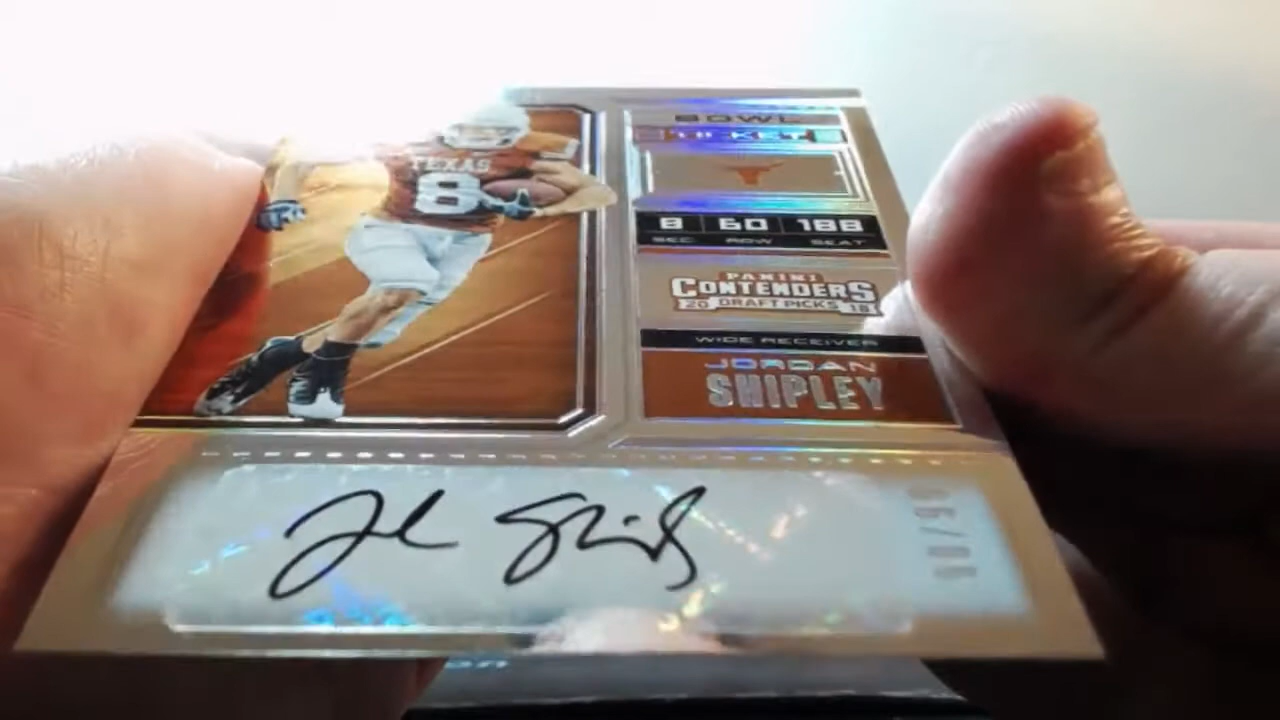 BOWL
TICKET
TEXAS
8
8 60 188
SEC ROW SEAT
PANINI
CONTENDERS
20 DRAFT PICKS 18
WIDE RECEIVER
JORDAN
SHIPLEY